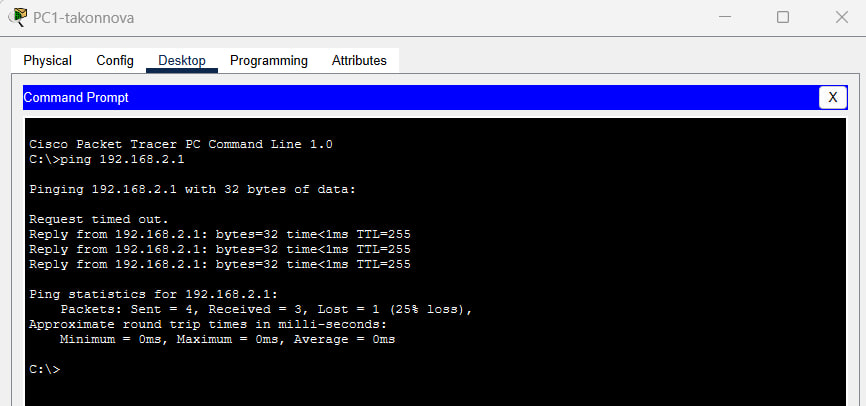 PC1-takonnova
Physical Config Desktop Programming Attributes
Command Prompt X
Cisco Packet Tracer PC Command Line 1.0
C:\>ping 192.168.2.1
Pinging 192.168.2.1 with 32 bytes of data:
Request timed out.
Reply from 192.168.2.1: bytes=32 time<1ms TTL=255
Reply from 192.168.2.1: bytes=32 time<1ms TTL=255
Reply from 192.168.2.1: bytes=32 time<1ms TTL=255
Ping statistics for 192.168.2.1:
Packets: Sent = 4, Received = 3, Lost = 1 (25% loss),
Approximate round trip times in milli-seconds:
Minimum = 0ms, Maximum = 0ms, Average = 0ms
C:\>